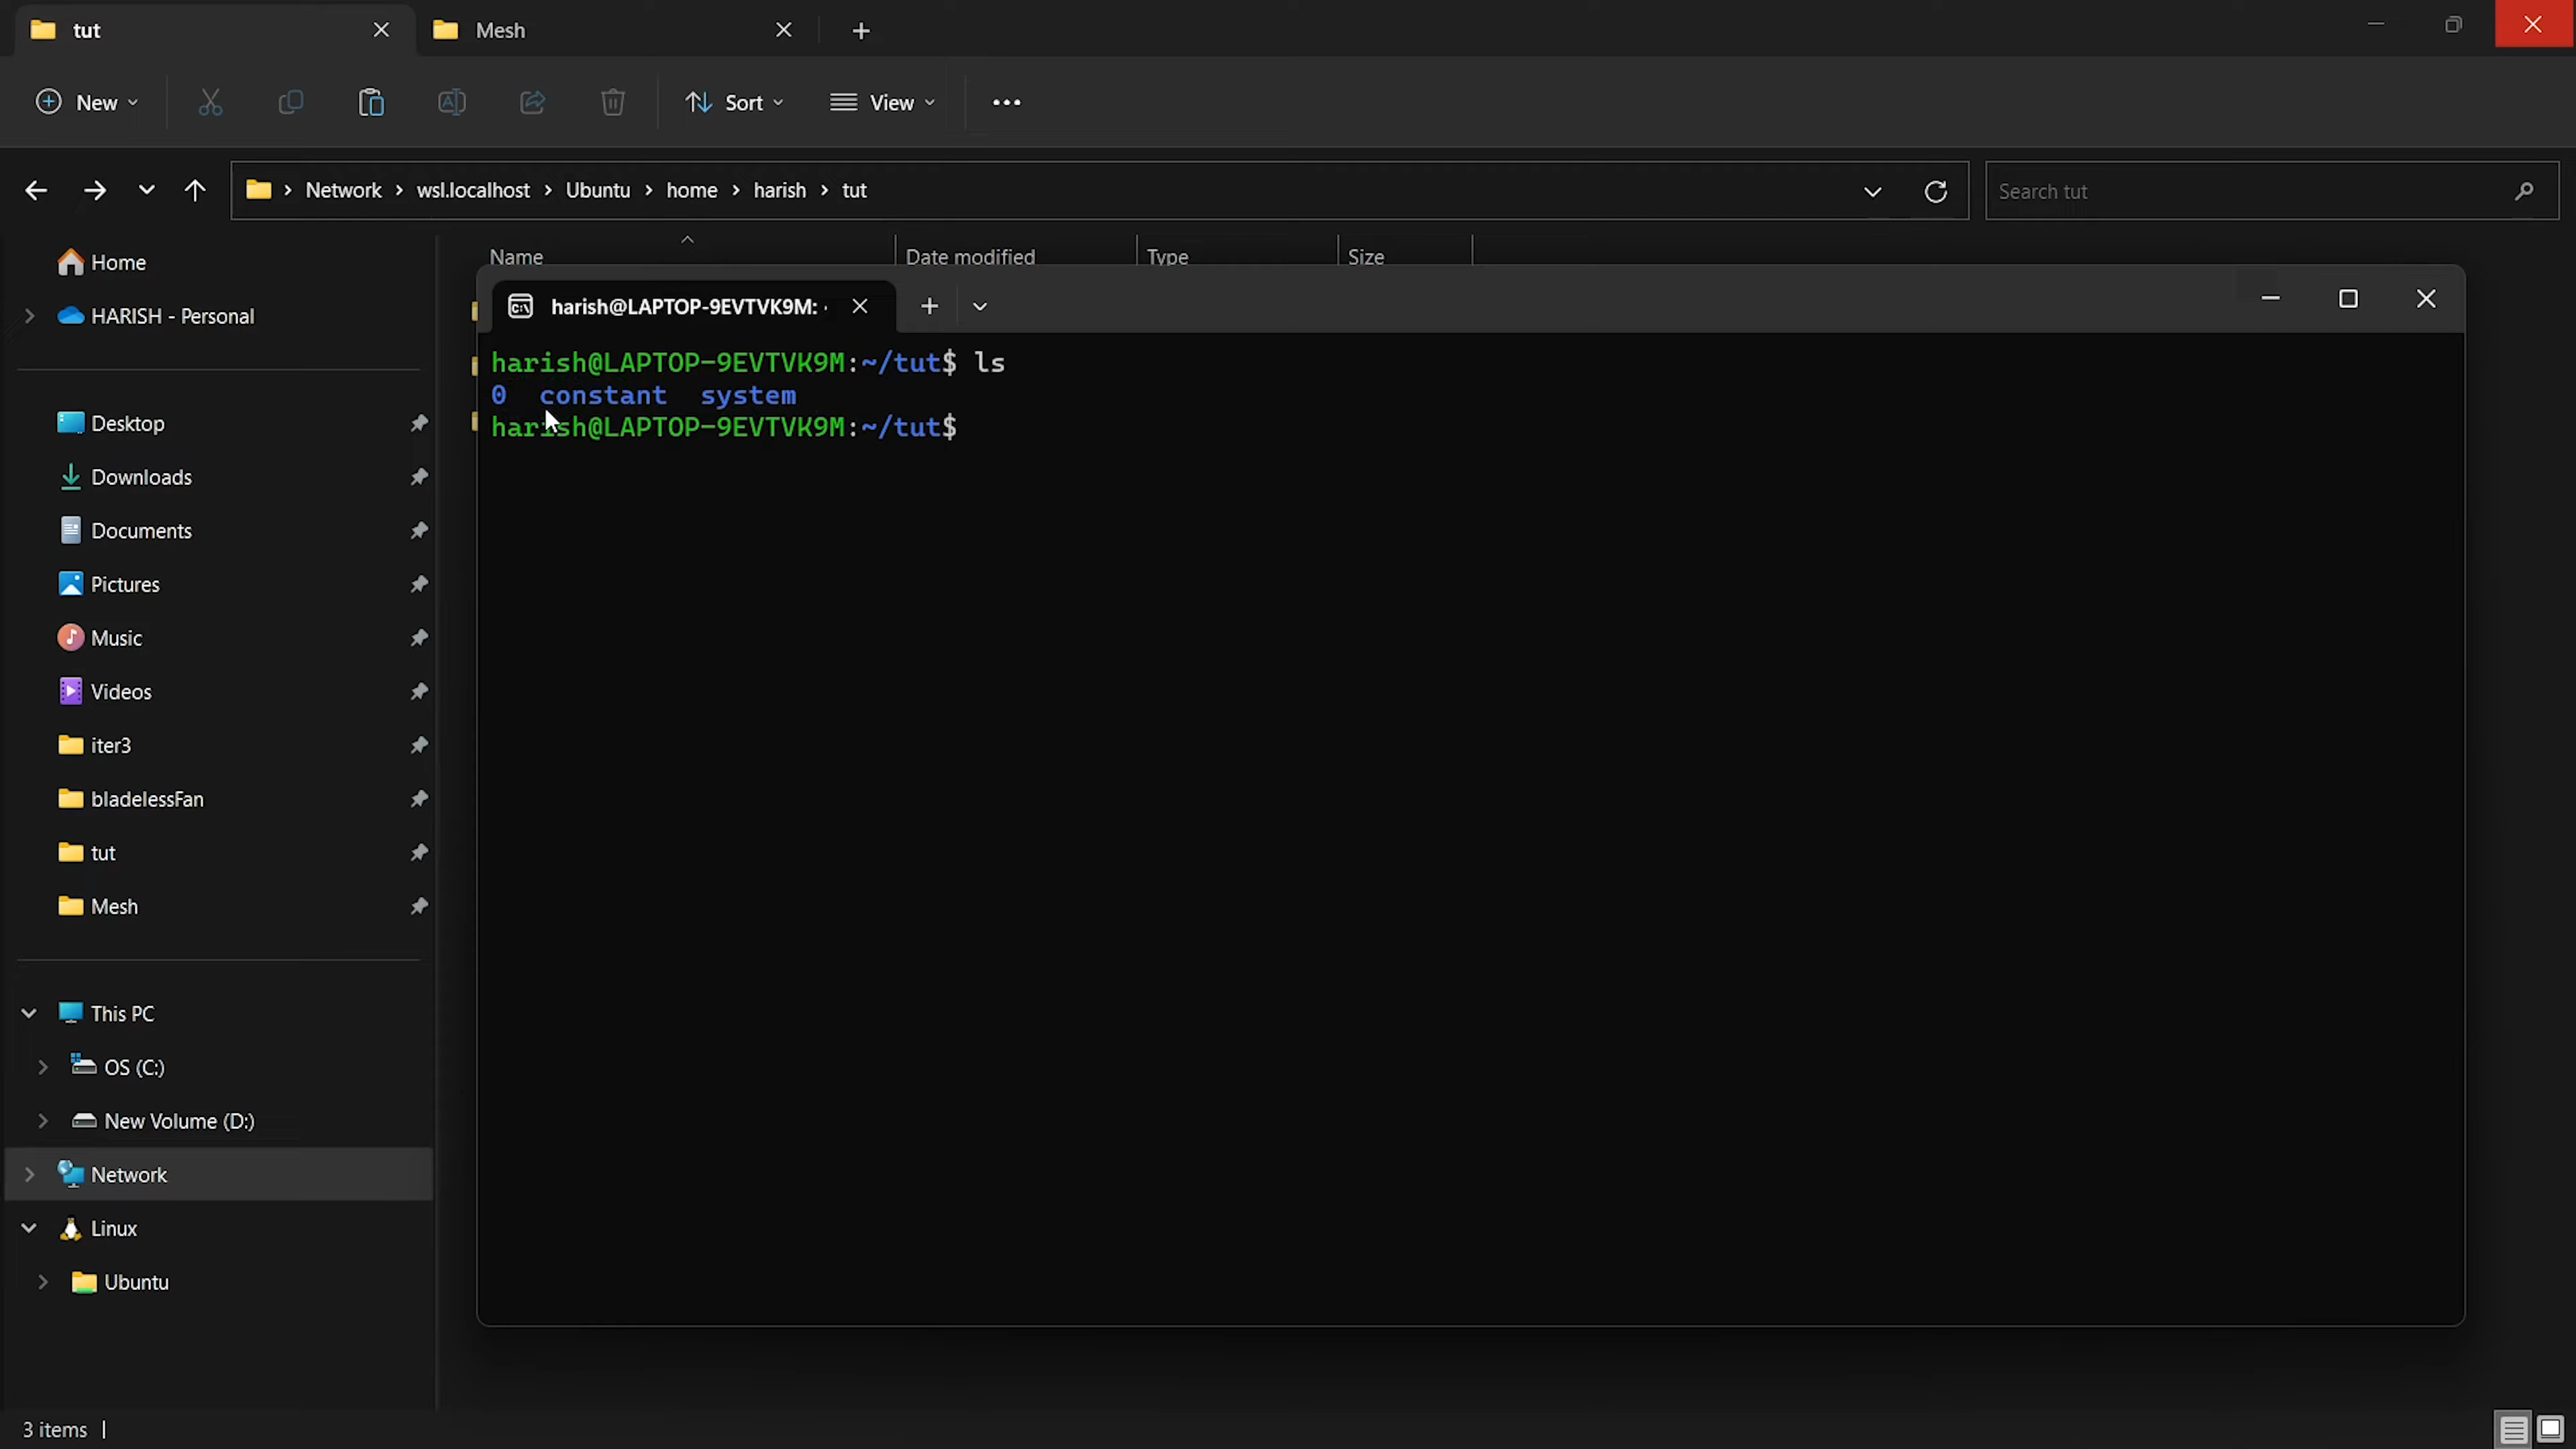 tut
Mesh
New
Sort
View
Network
wsl.localhost
Ubuntu
home
harish
tut
Search tut
Name
Date modified
Type
Size
Home
HARISH - Personal
Desktop
Downloads
Documents
Pictures
Music
Videos
iter3
bladelessFan
tut
Mesh
This PC
OS (C:)
New Volume (D:)
Network
Linux
Ubuntu
harish@LAPTOP-9EVTVK9M:
harish@LAPTOP-9EVTVK9M:~/tut$ ls
0 constant system
harish@LAPTOP-9EVTVK9M:~/tut$
3 items